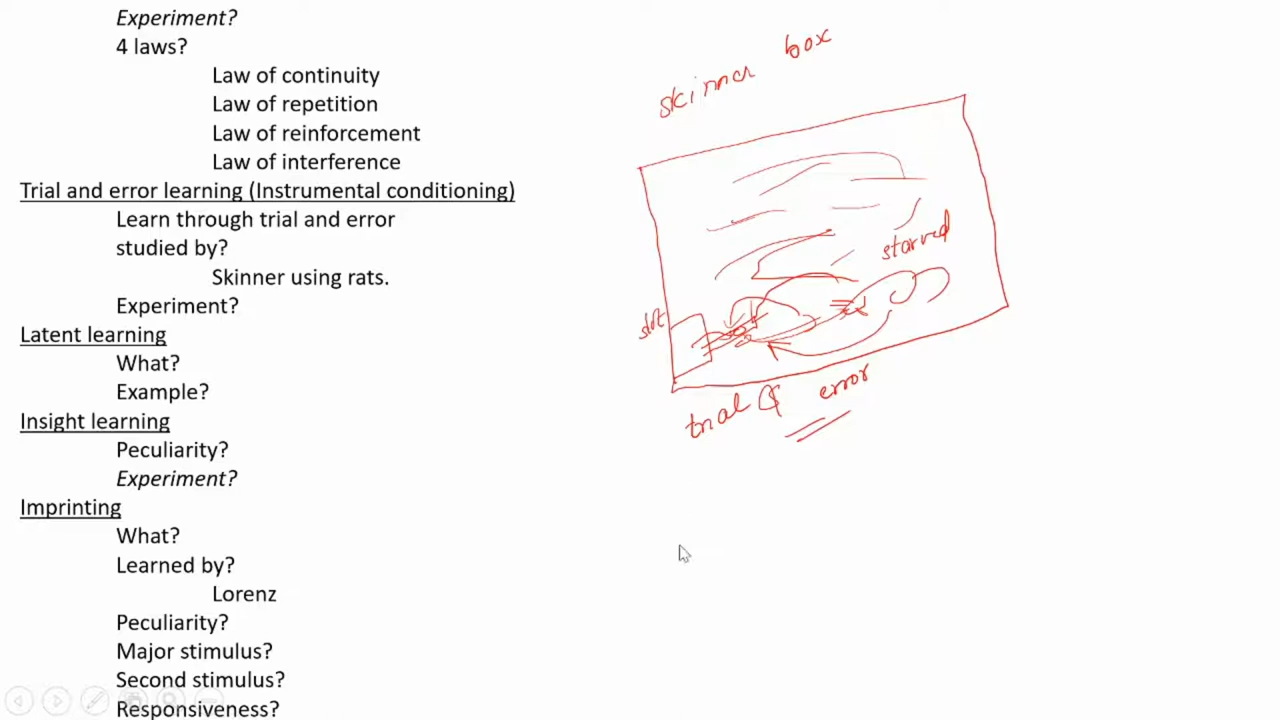 Experiment?
4 laws?
Law of continuity
Law of repetition
Law of reinforcement
Law of interference
Trial and error learning (Instrumental conditioning)
Learn through trial and error
studied by?
Skinner using rats.
Experiment?
Latent learning
What?
Example?
Insight learning
Peculiarity?
Experiment?
Imprinting
What?
Learned by?
Lorenz
Peculiarity?
Major stimulus?
Second stimulus?
Responsiveness?
skinner box
starved
slot
trial & error